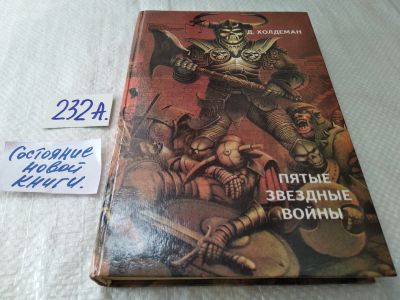 Д. ХОЛДЕМАН
232А.
Состояние
новой
книги.
ПЯТЫЕ
ЗВЕЗДНЫЕ
ВОЙНЫ